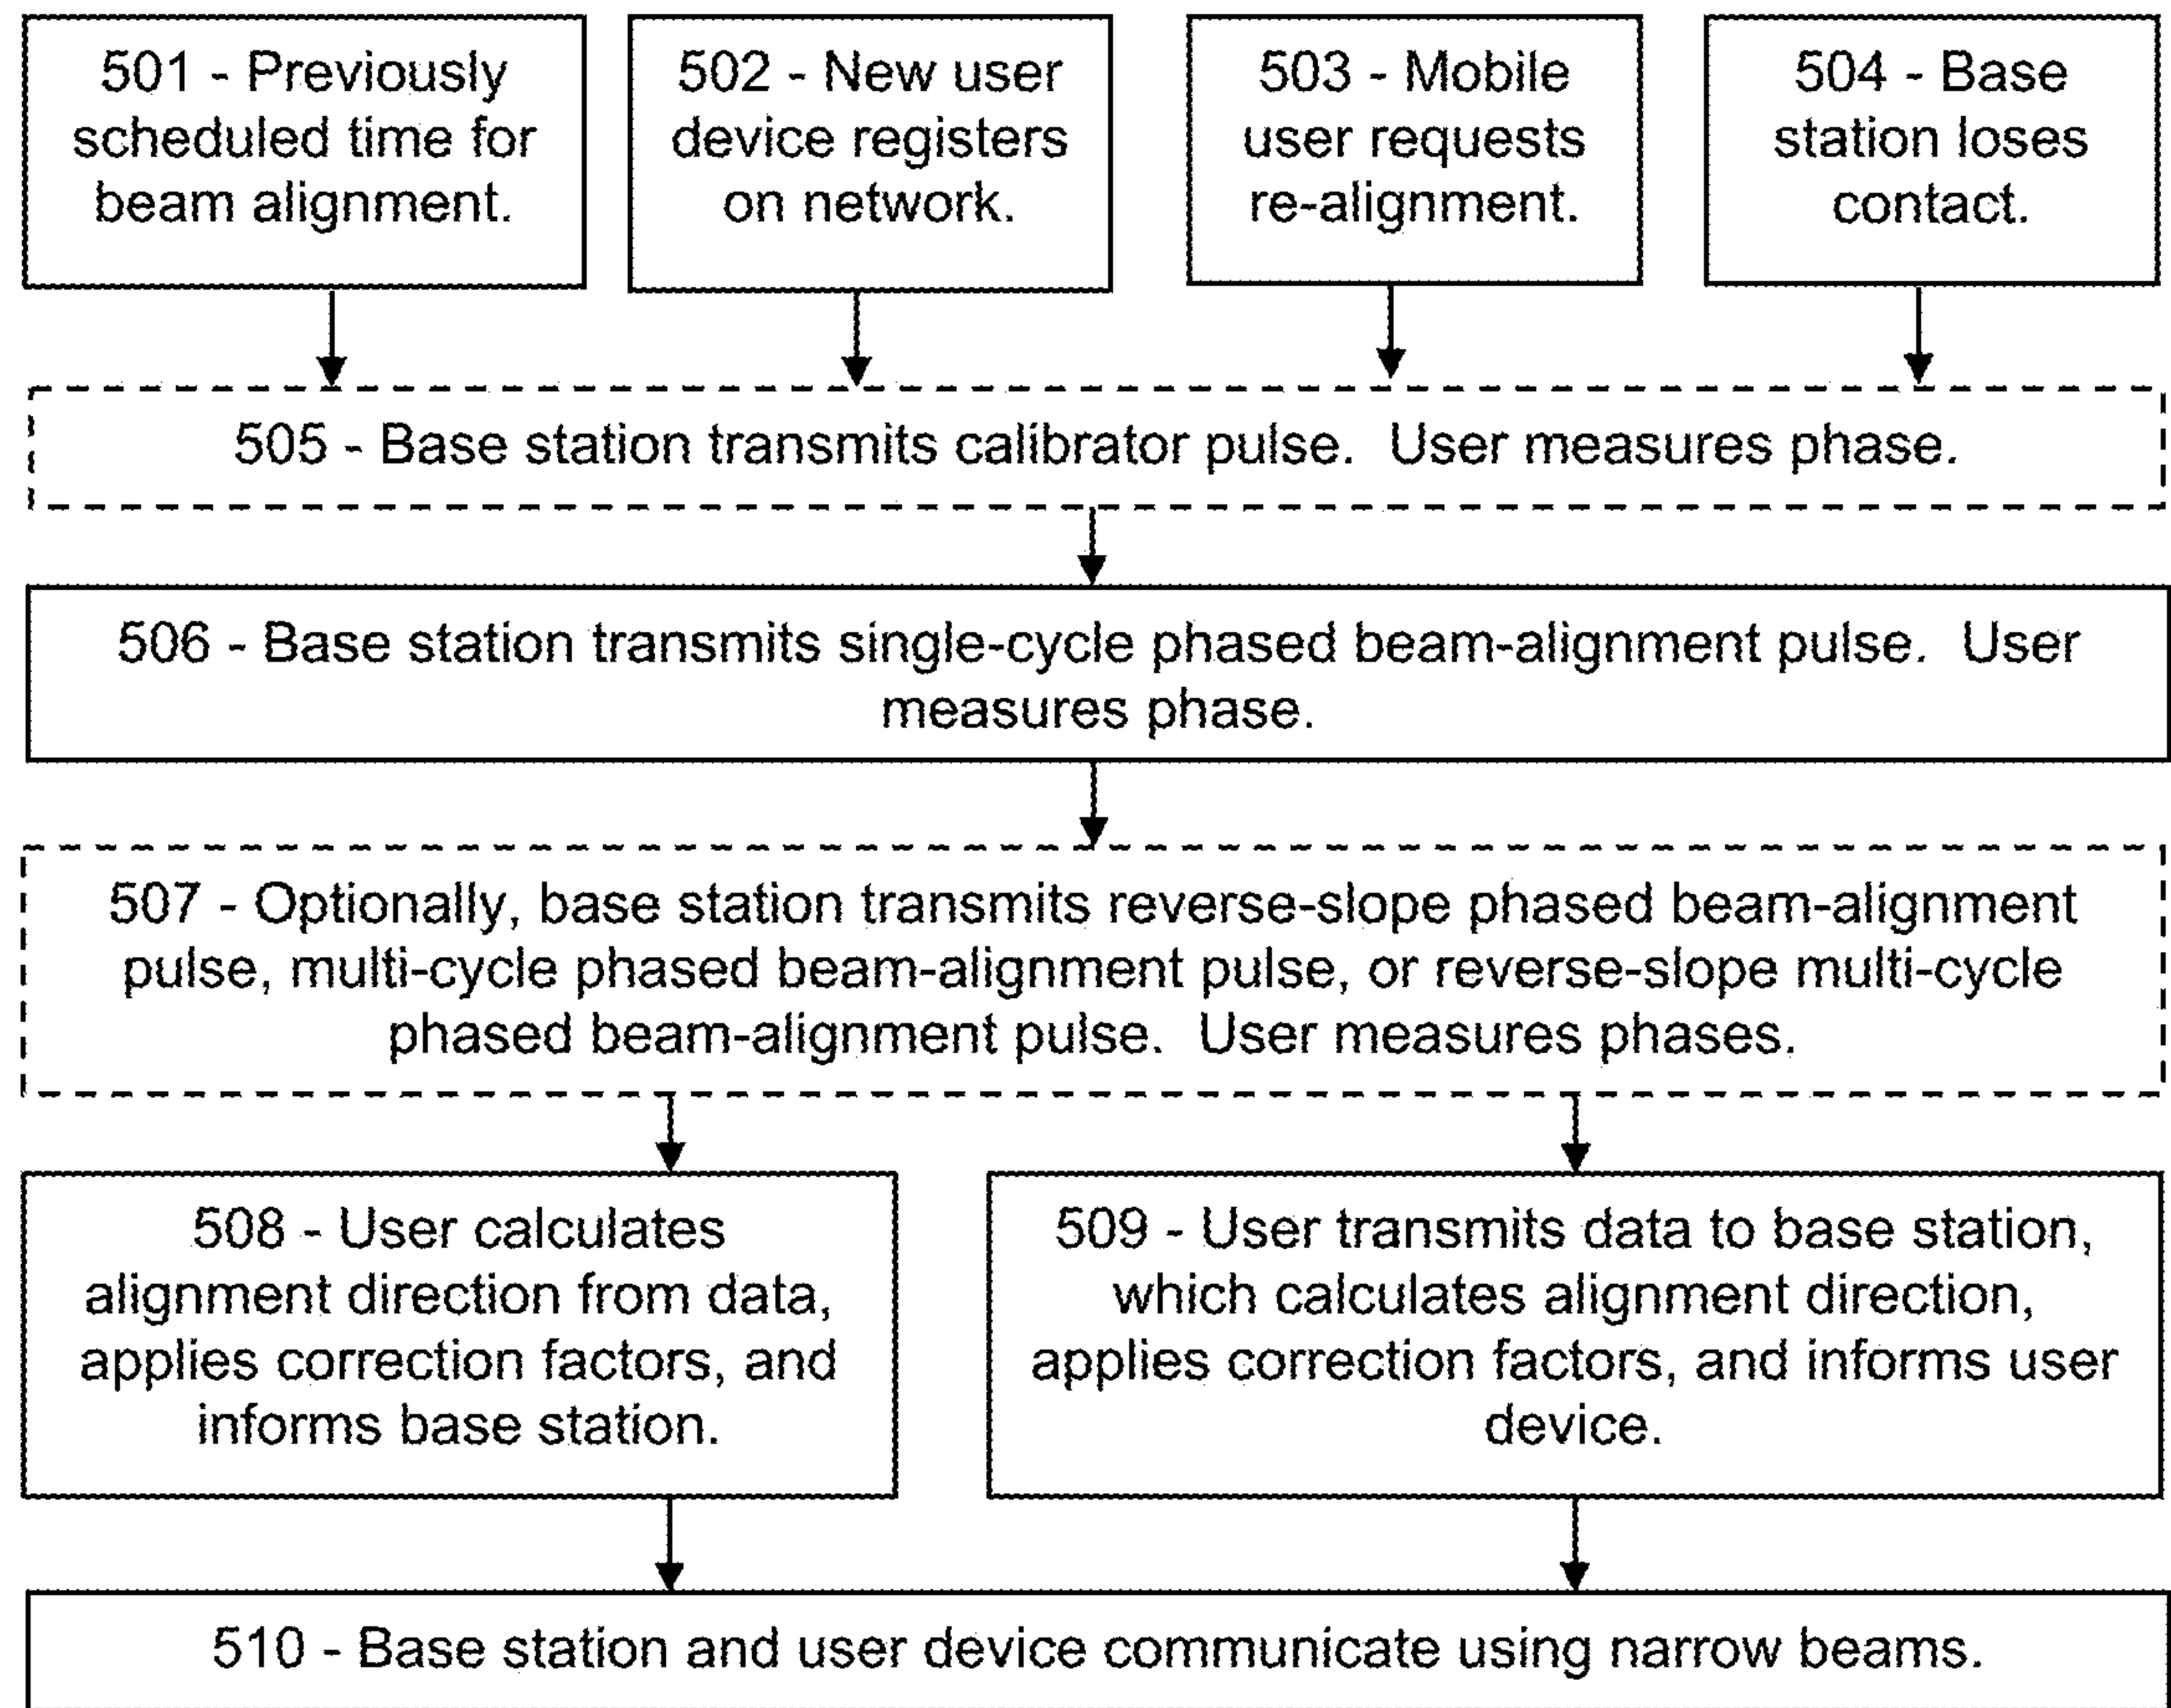 501 - Previously
scheduled time for
beam alignment.
502 - New user
device registers
on network.
503 - Mobile
user requests
re-alignment.
504 - Base
station loses
contact.
505 - Base station transmits calibrator pulse. User measures phase.
506 - Base station transmits single-cycle phased beam-alignment pulse. User
measures phase.
507 - Optionally, base station transmits reverse-slope phased beam-alignment
pulse, multi-cycle phased beam-alignment pulse, or reverse-slope multi-cycle
phased beam-alignment pulse. User measures phases.
508 - User calculates
alignment direction from data,
applies correction factors, and
informs base station.
509 - User transmits data to base station,
which calculates alignment direction,
applies correction factors, and informs user
device.
510 - Base station and user device communicate using narrow beams.